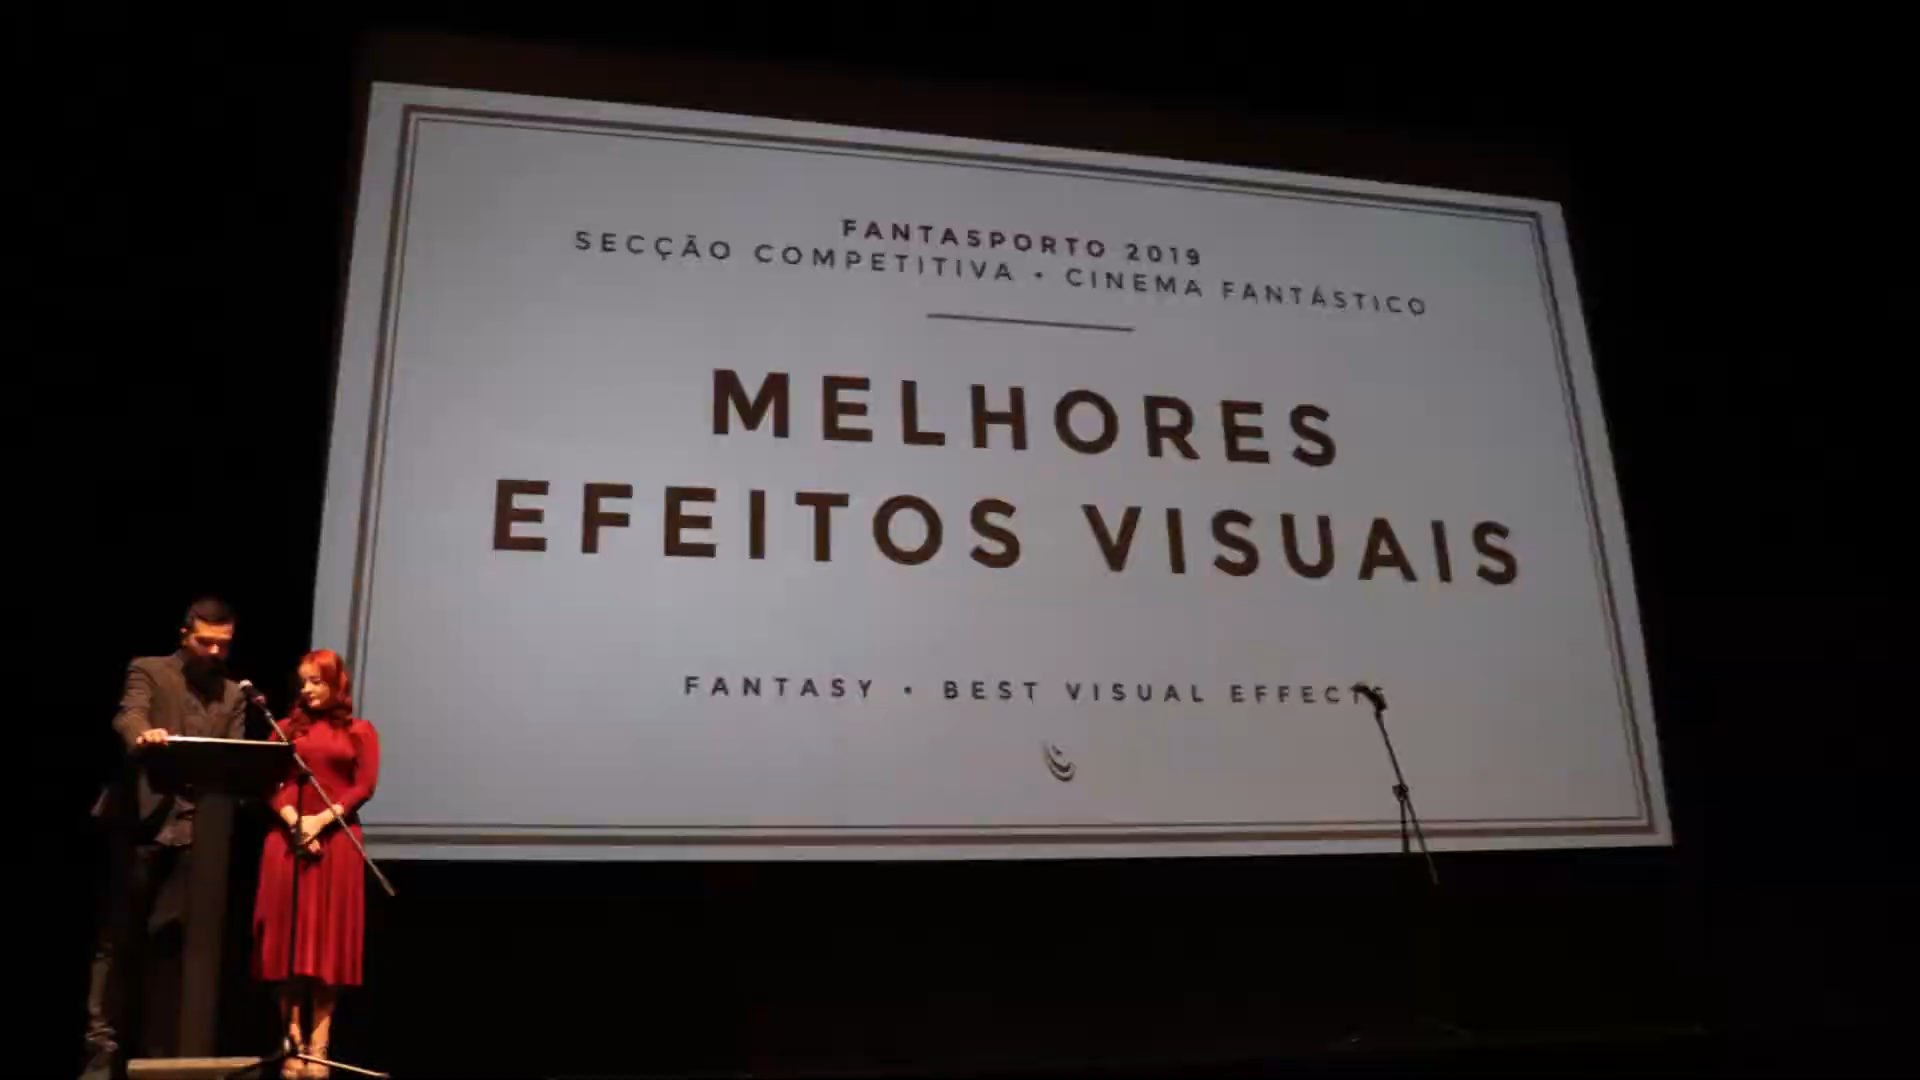 FANTASPORTO 2019
SECÇÃO COMPETITIVA • CINEMA FANTÁSTICO
MELHORES
EFEITOS VISUAIS
FANTASY • BEST VISUAL EFFECTS